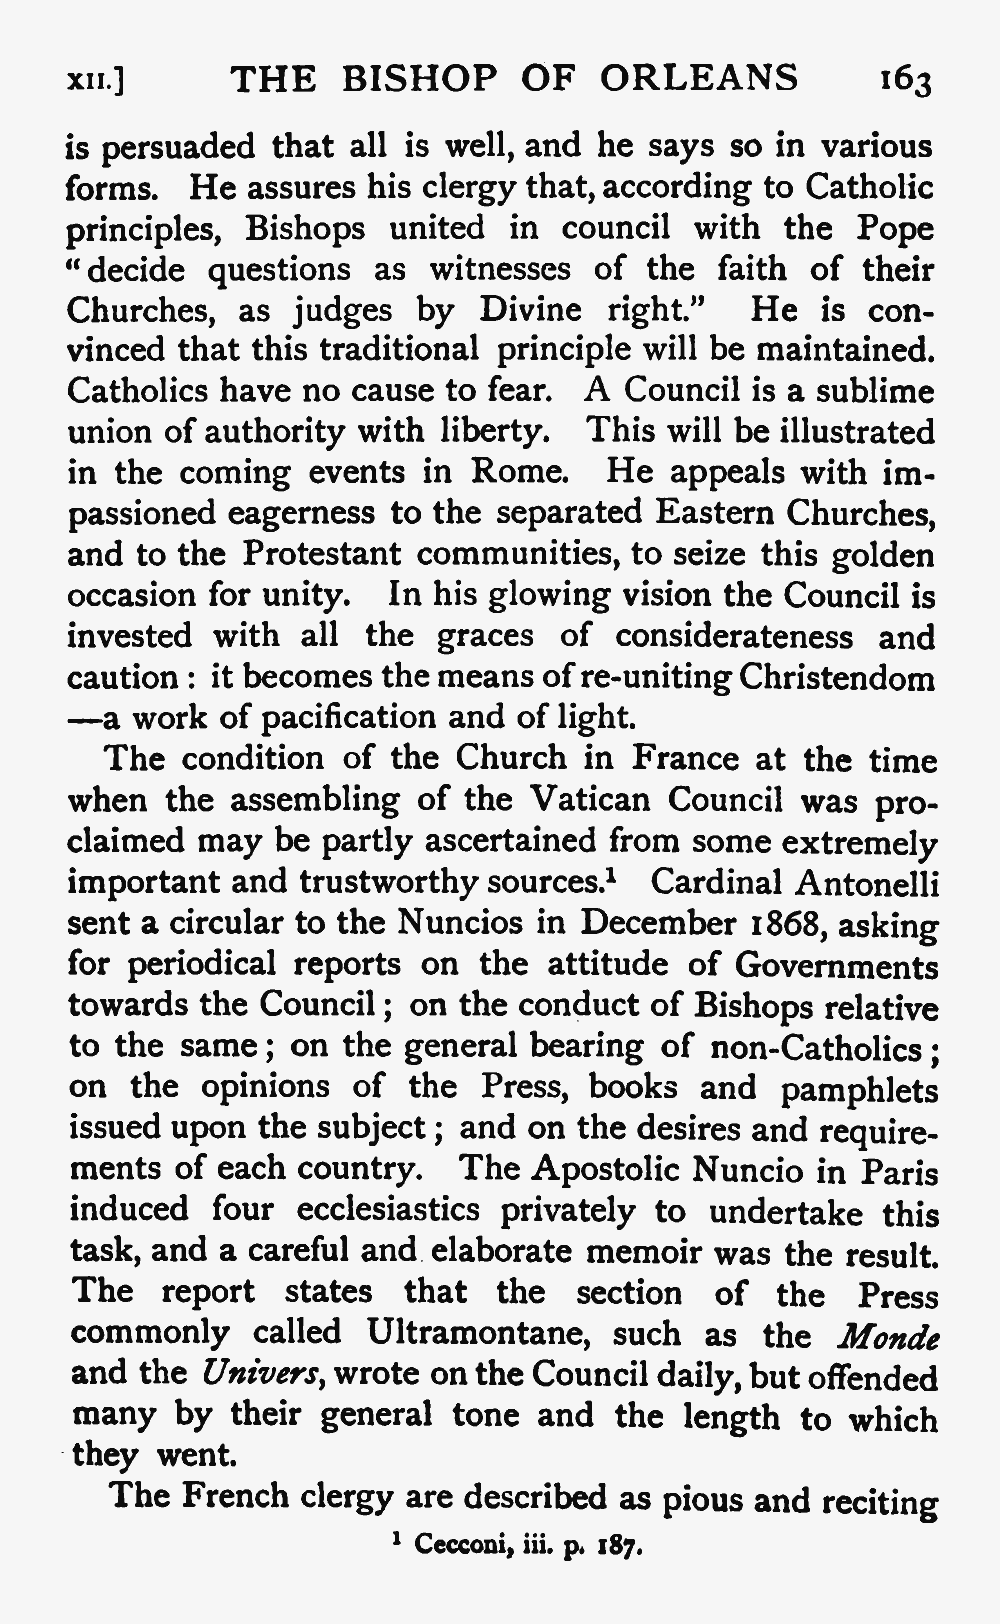 XII.] THE BISHOP OF ORLEANS 163
is persuaded that all is well, and he says so in various
forms. He assures his clergy that, according to Catholic
principles, Bishops united in council with the Pope
“decide questions as witnesses of the faith of their
Churches, as judges by Divine right.” He is con-
vinced that this traditional principle will be maintained.
Catholics have no cause to fear. A Council is a sublime
union of authority with liberty. This will be illustrated
in the coming events in Rome. He appeals with im-
passioned eagerness to the separated Eastern Churches,
and to the Protestant communities, to seize this golden
occasion for unity. In his glowing vision the Council is
invested with all the graces of considerateness and
caution : it becomes the means of re-uniting Christendom
—a work of pacification and of light.
The condition of the Church in France at the time
when the assembling of the Vatican Council was pro-
claimed may be partly ascertained from some extremely
important and trustworthy sources.¹ Cardinal Antonelli
sent a circular to the Nuncios in December 1868, asking
for periodical reports on the attitude of Governments
towards the Council ; on the conduct of Bishops relative
to the same ; on the general bearing of non-Catholics ;
on the opinions of the Press, books and pamphlets
issued upon the subject ; and on the desires and require-
ments of each country. The Apostolic Nuncio in Paris
induced four ecclesiastics privately to undertake this
task, and a careful and elaborate memoir was the result.
The report states that the section of the Press
commonly called Ultramontane, such as the Monde
and the Univers, wrote on the Council daily, but offended
many by their general tone and the length to which
they went.
The French clergy are described as pious and reciting
¹ Cecconi, iii. p. 187.